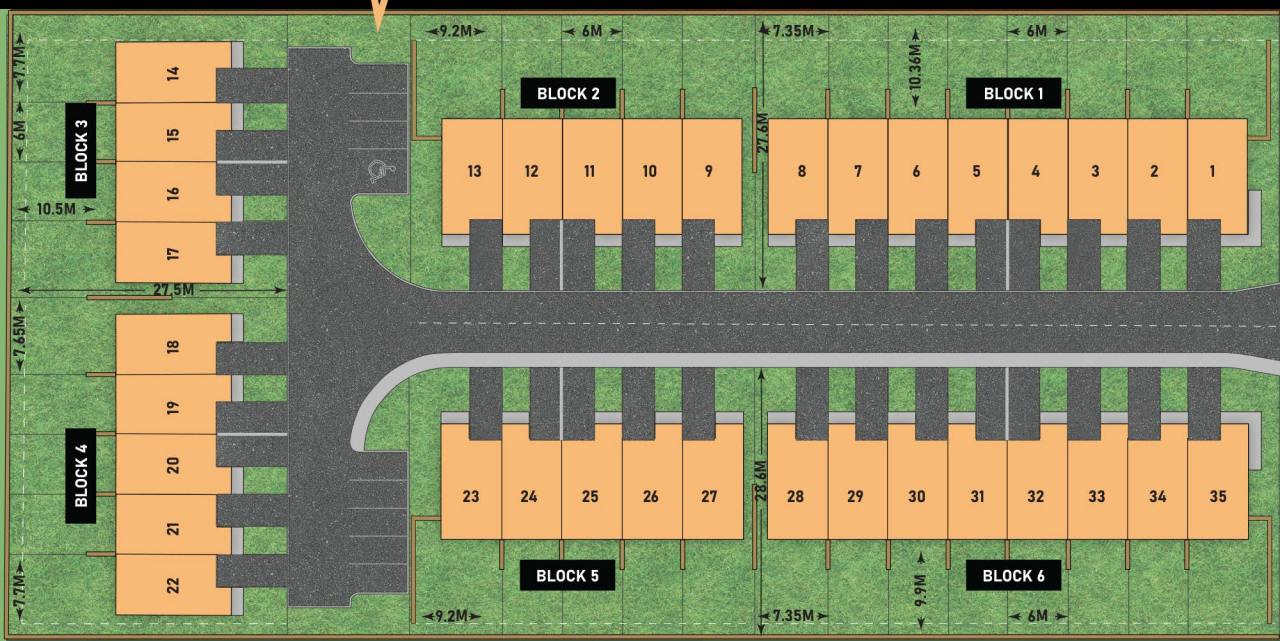 9.2M
6M
7.35M
6M
7.7M
10.36M
BLOCK 2
BLOCK 1
27.6M
14
15
16
17
BLOCK 3
6M
10.5M
13
12
11
10
9
8
7
6
5
4
3
2
1
27.5M
7.65M
18
19
20
21
22
BLOCK 4
7.7M
23
24
25
26
27
28.6M
28
29
30
31
32
33
34
35
BLOCK 5
BLOCK 6
9.9M
9.2M
7.35M
6M